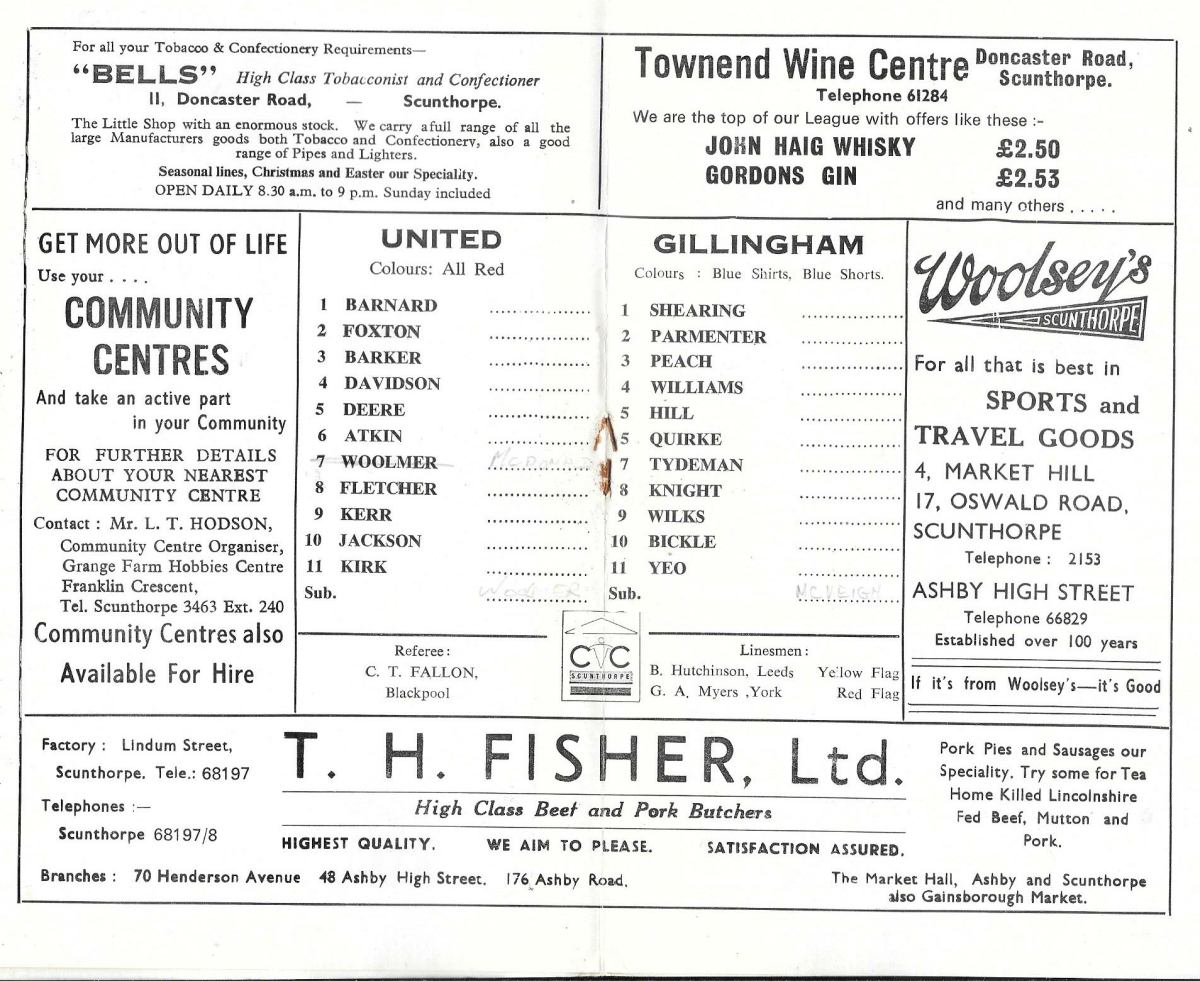 For all your Tobacco & Confectionery Requirements—
"BELLS" High Class Tobacconist and Confectioner
11, Doncaster Road, — Scunthorpe.
The Little Shop with an enormous stock. We carry a full range of all the
large Manufacturers goods both Tobacco and Confectionery, also a good
range of Pipes and Lighters.
Seasonal lines, Christmas and Easter our Speciality.
OPEN DAILY 8.30 a.m. to 9 p.m. Sunday included
Townend Wine Centre Doncaster Road,
Scunthorpe.
Telephone 61284
We are the top of our League with offers like these :-
JOHN HAIG WHISKY £2.50
GORDONS GIN £2.53
and many others . . . . .
GET MORE OUT OF LIFE
Use your . . . .
COMMUNITY
CENTRES
And take an active part
in your Community
FOR FURTHER DETAILS
ABOUT YOUR NEAREST
COMMUNITY CENTRE
Contact : Mr. L. T. HODSON,
Community Centre Organiser,
Grange Farm Hobbies Centre
Franklin Crescent,
Tel. Scunthorpe 3463 Ext. 240
Community Centres also
Available For Hire
UNITED
Colours: All Red
1 BARNARD
2 FOXTON
3 BARKER
4 DAVIDSON
5 DEERE
6 ATKIN
7 WOOLMER
8 FLETCHER
9 KERR
10 JACKSON
11 KIRK
Sub.
Referee :
C. T. FALLON,
Blackpool
CVC
SCUNTHORPE
GILLINGHAM
Colours : Blue Shirts, Blue Shorts.
1 SHEARING
2 PARMENTER
3 PEACH
4 WILLIAMS
5 HILL
5 QUIRKE
7 TYDEMAN
8 KNIGHT
9 WILKS
10 BICKLE
11 YEO
Sub. MCVEIGH
Linesmen :
B. Hutchinson, Leeds Yellow Flag
G. A. Myers ,York Red Flag
Woolsey's
SCUNTHORPE
For all that is best in
SPORTS and
TRAVEL GOODS
4, MARKET HILL
17, OSWALD ROAD,
SCUNTHORPE
Telephone : 2153
ASHBY HIGH STREET
Telephone 66829
Established over 100 years
If it's from Woolsey's—it's Good
Factory : Lindum Street,
Scunthorpe. Tele.: 68197
Telephones :—
Scunthorpe 68197/8
T. H. FISHER, Ltd.
High Class Beef and Pork Butchers
HIGHEST QUALITY. WE AIM TO PLEASE. SATISFACTION ASSURED.
Pork Pies and Sausages our
Speciality. Try some for Tea
Home Killed Lincolnshire
Fed Beef, Mutton and
Pork.
Branches : 70 Henderson Avenue 48 Ashby High Street. 176 Ashby Road,
The Market Hall, Ashby and Scunthorpe
also Gainsborough Market.